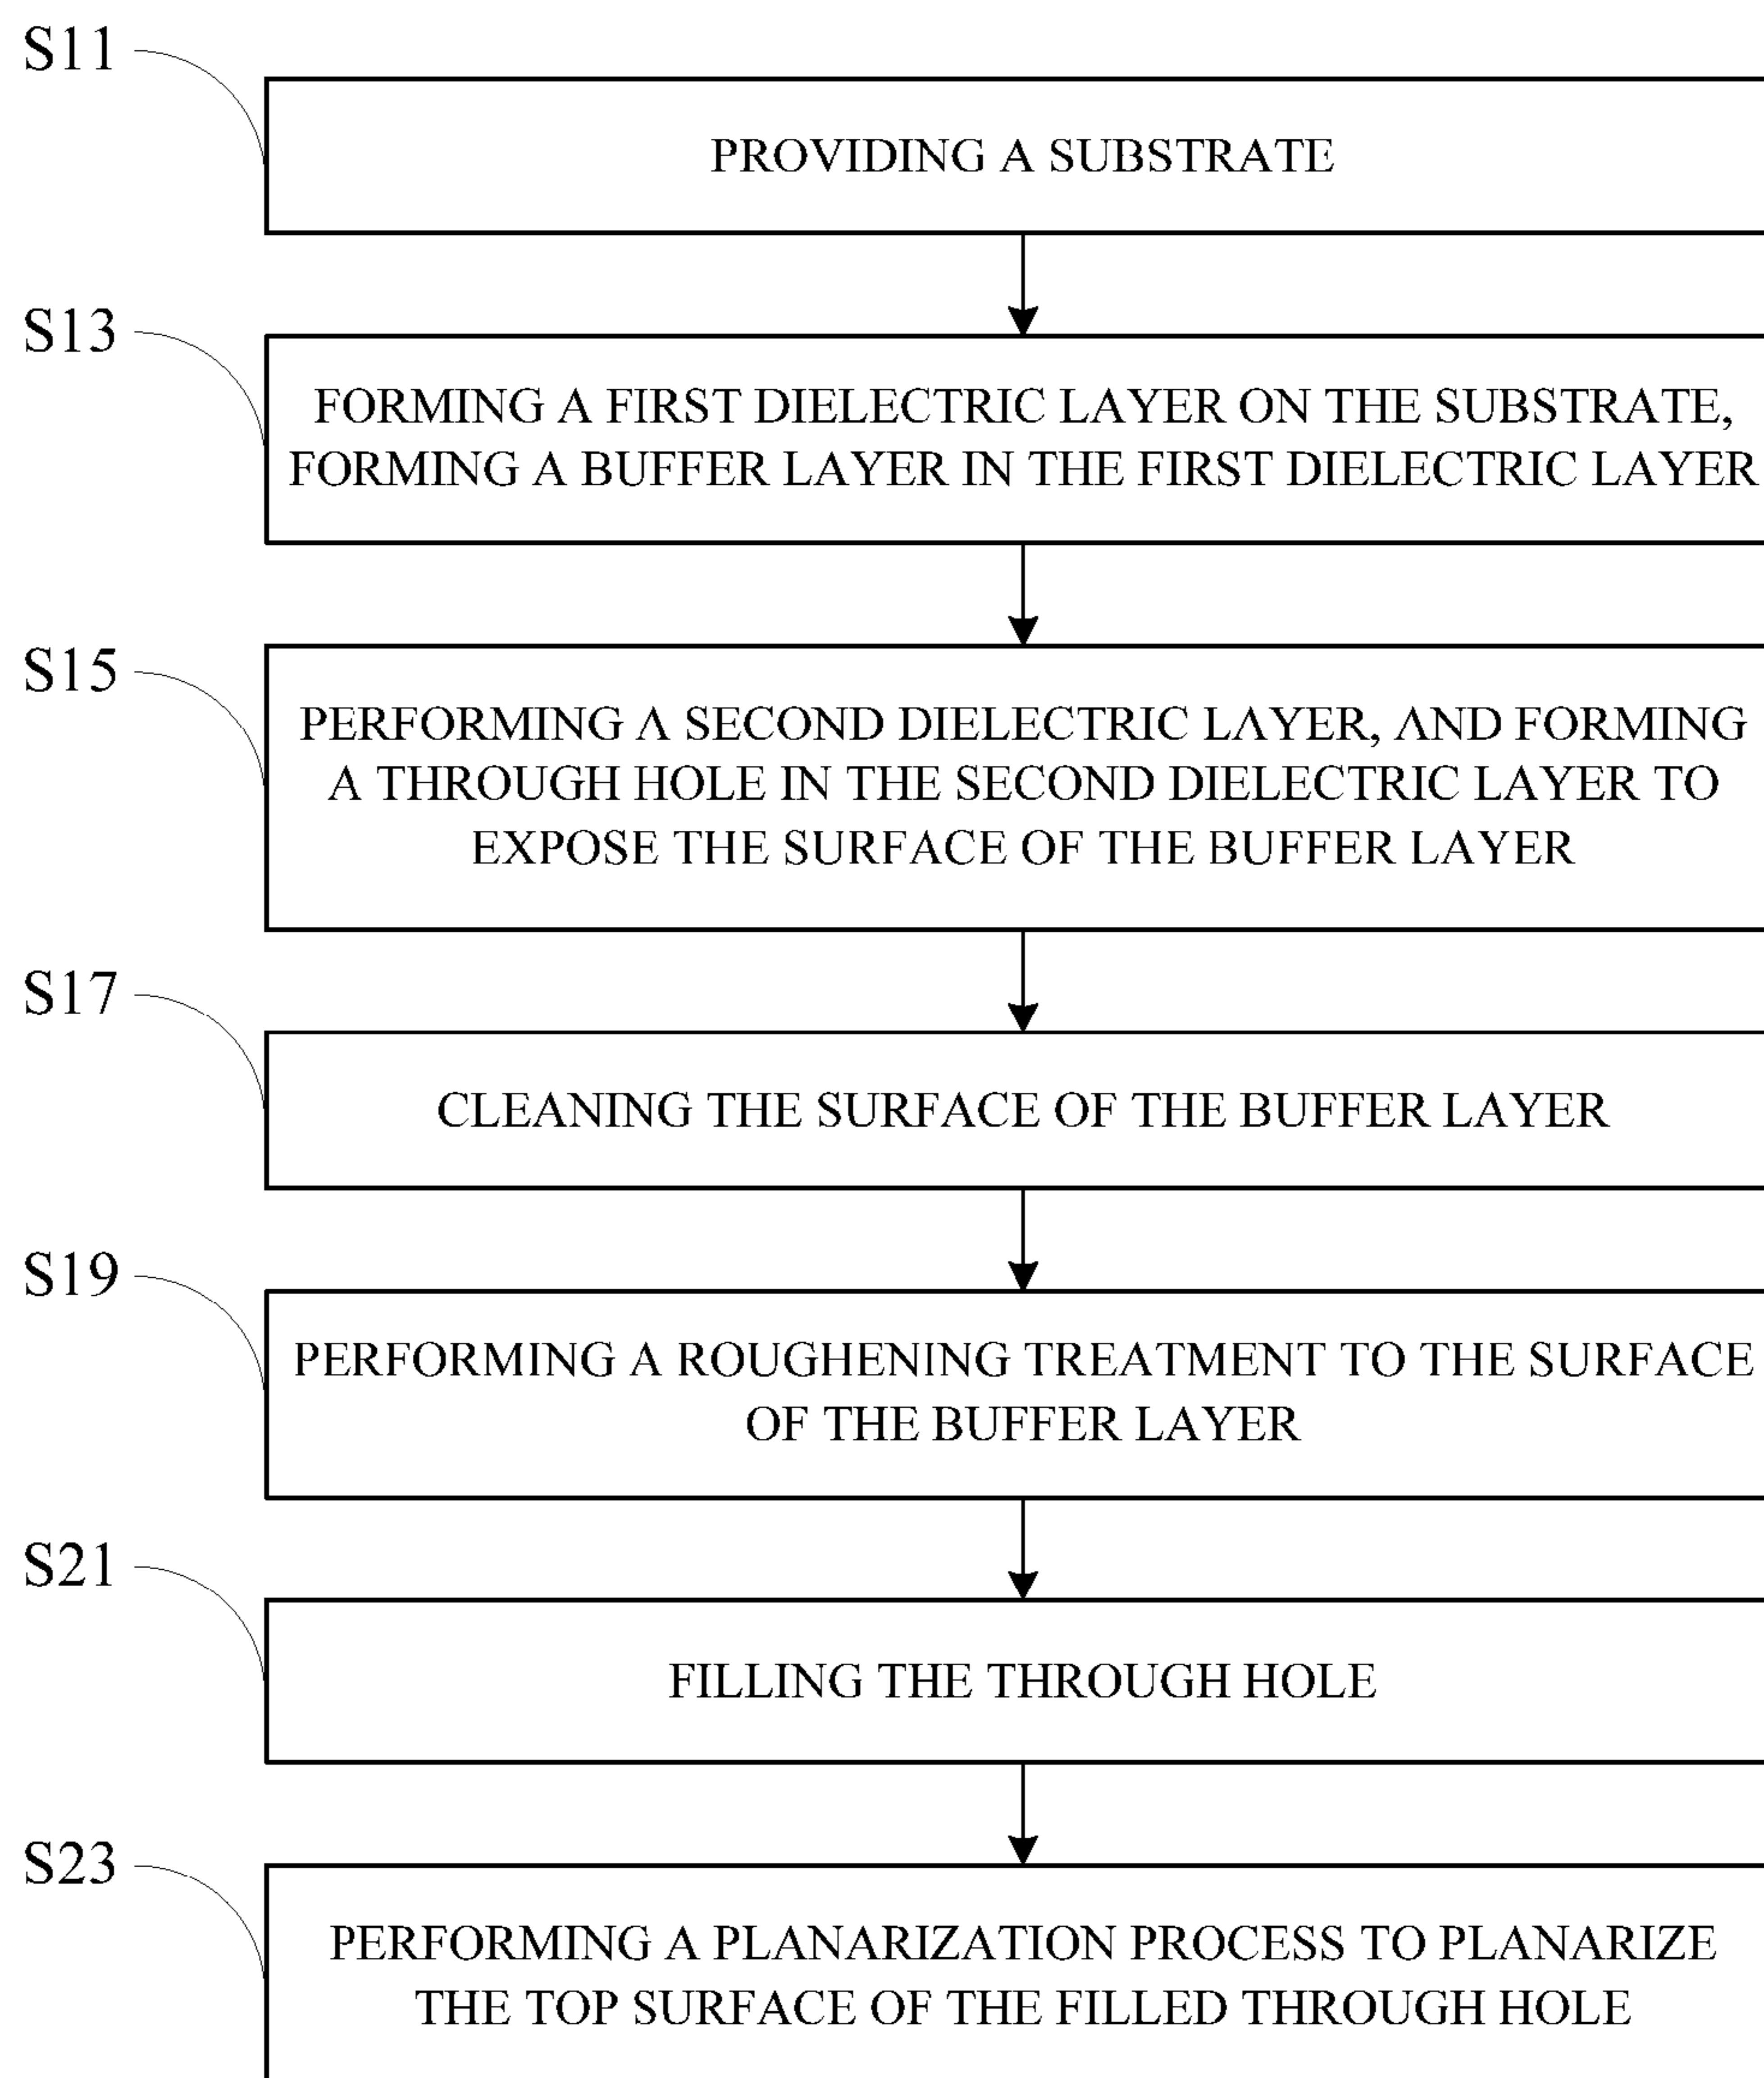 S11
PROVIDING A SUBSTRATE
S13
FORMING A FIRST DIELECTRIC LAYER ON THE SUBSTRATE,
FORMING A BUFFER LAYER IN THE FIRST DIELECTRIC LAYER
S15
PERFORMING A SECOND DIELECTRIC LAYER, AND FORMING
A THROUGH HOLE IN THE SECOND DIELECTRIC LAYER TO
EXPOSE THE SURFACE OF THE BUFFER LAYER
S17
CLEANING THE SURFACE OF THE BUFFER LAYER
S19
PERFORMING A ROUGHENING TREATMENT TO THE SURFACE
OF THE BUFFER LAYER
S21
FILLING THE THROUGH HOLE
S23
PERFORMING A PLANARIZATION PROCESS TO PLANARIZE
THE TOP SURFACE OF THE FILLED THROUGH HOLE